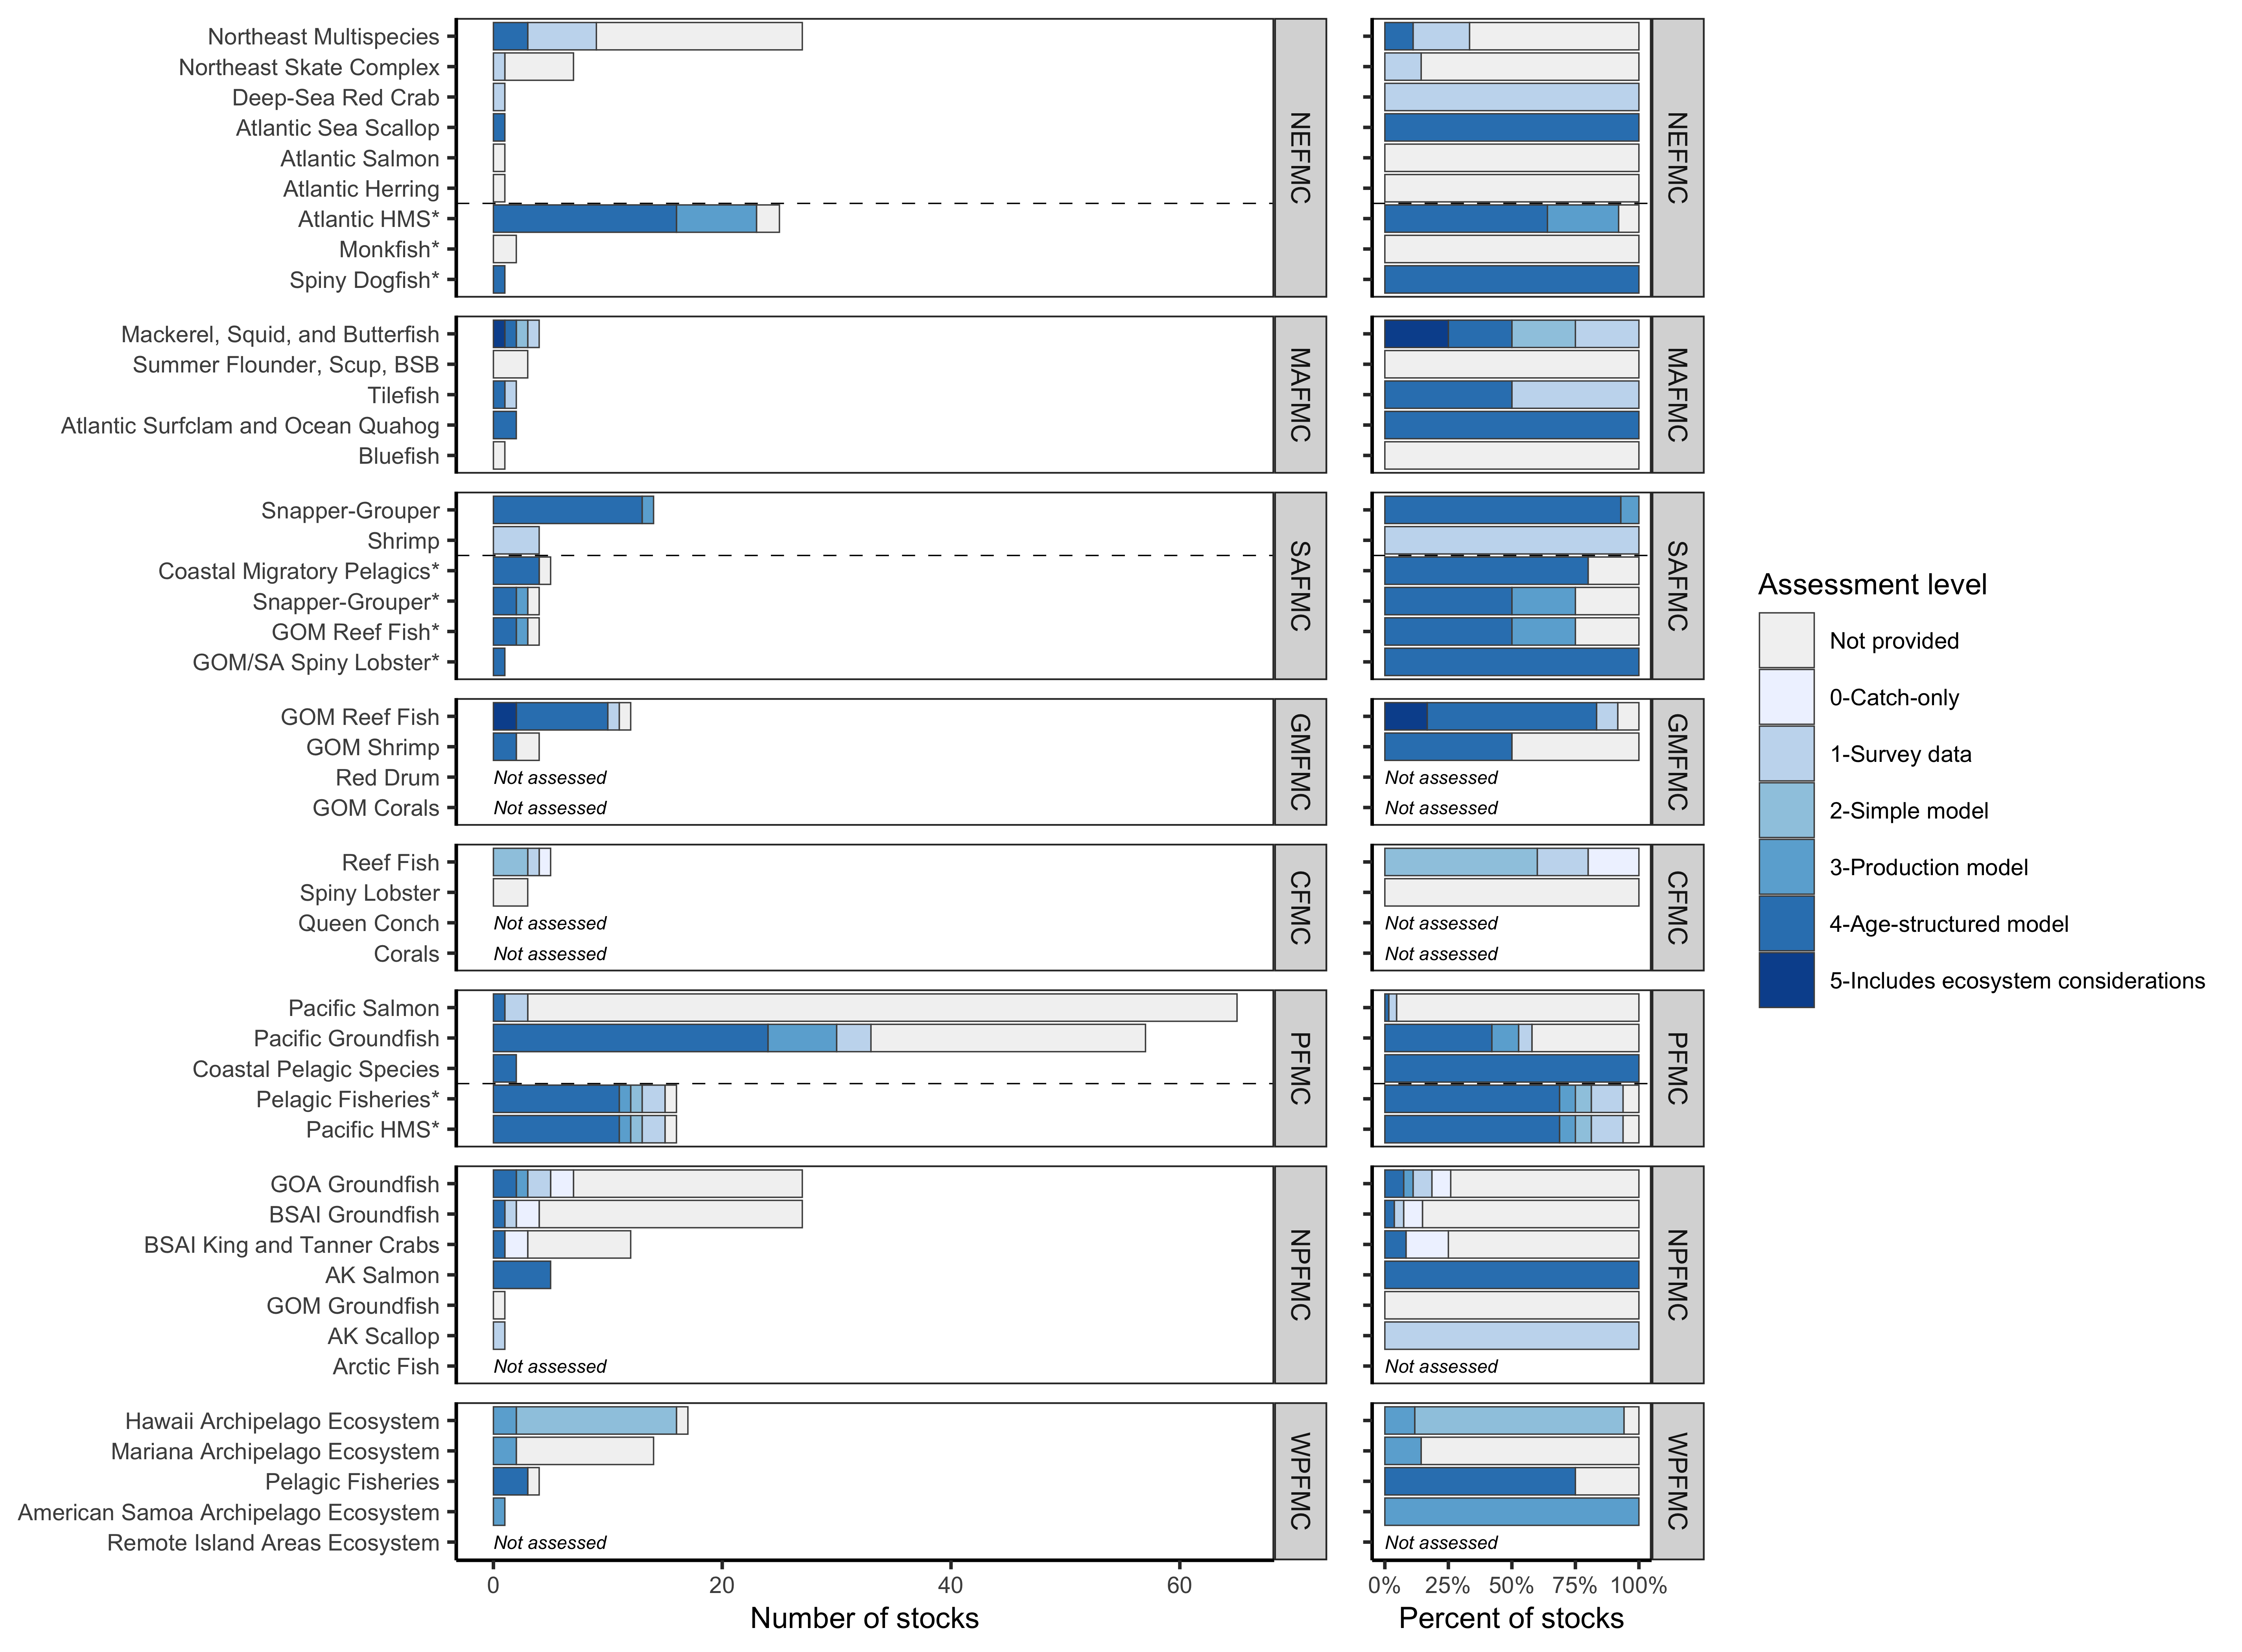 Northeast Multispecies
Northeast Skate Complex
Deep-Sea Red Crab
Atlantic Sea Scallop
Atlantic Salmon
Atlantic Herring
Atlantic HMS*
Monkfish*
Spiny Dogfish*
NEFMC
NEFMC
Mackerel, Squid, and Butterfish
Summer Flounder, Scup, BSB
Tilefish
Atlantic Surfclam and Ocean Quahog
Bluefish
MAFMC
MAFMC
Snapper-Grouper
Shrimp
Coastal Migratory Pelagics*
Snapper-Grouper*
GOM Reef Fish*
GOM/SA Spiny Lobster*
SAFMC
SAFMC
GOM Reef Fish
GOM Shrimp
Red Drum Not assessed Not assessed
GOM Corals Not assessed Not assessed
GMFMC
GMFMC
Reef Fish
Spiny Lobster
Queen Conch Not assessed Not assessed
Corals Not assessed Not assessed
CFMC
CFMC
Pacific Salmon
Pacific Groundfish
Coastal Pelagic Species
Pelagic Fisheries*
Pacific HMS*
PFMC
PFMC
GOA Groundfish
BSAI Groundfish
BSAI King and Tanner Crabs
AK Salmon
GOM Groundfish
AK Scallop
Arctic Fish Not assessed Not assessed
NPFMC
NPFMC
Hawaii Archipelago Ecosystem
Mariana Archipelago Ecosystem
Pelagic Fisheries
American Samoa Archipelago Ecosystem
Remote Island Areas Ecosystem Not assessed Not assessed
WPFMC
WPFMC
0 20 40 60
Number of stocks
0% 25% 50% 75% 100%
Percent of stocks
Assessment level
Not provided
0-Catch-only
1-Survey data
2-Simple model
3-Production model
4-Age-structured model
5-Includes ecosystem considerations